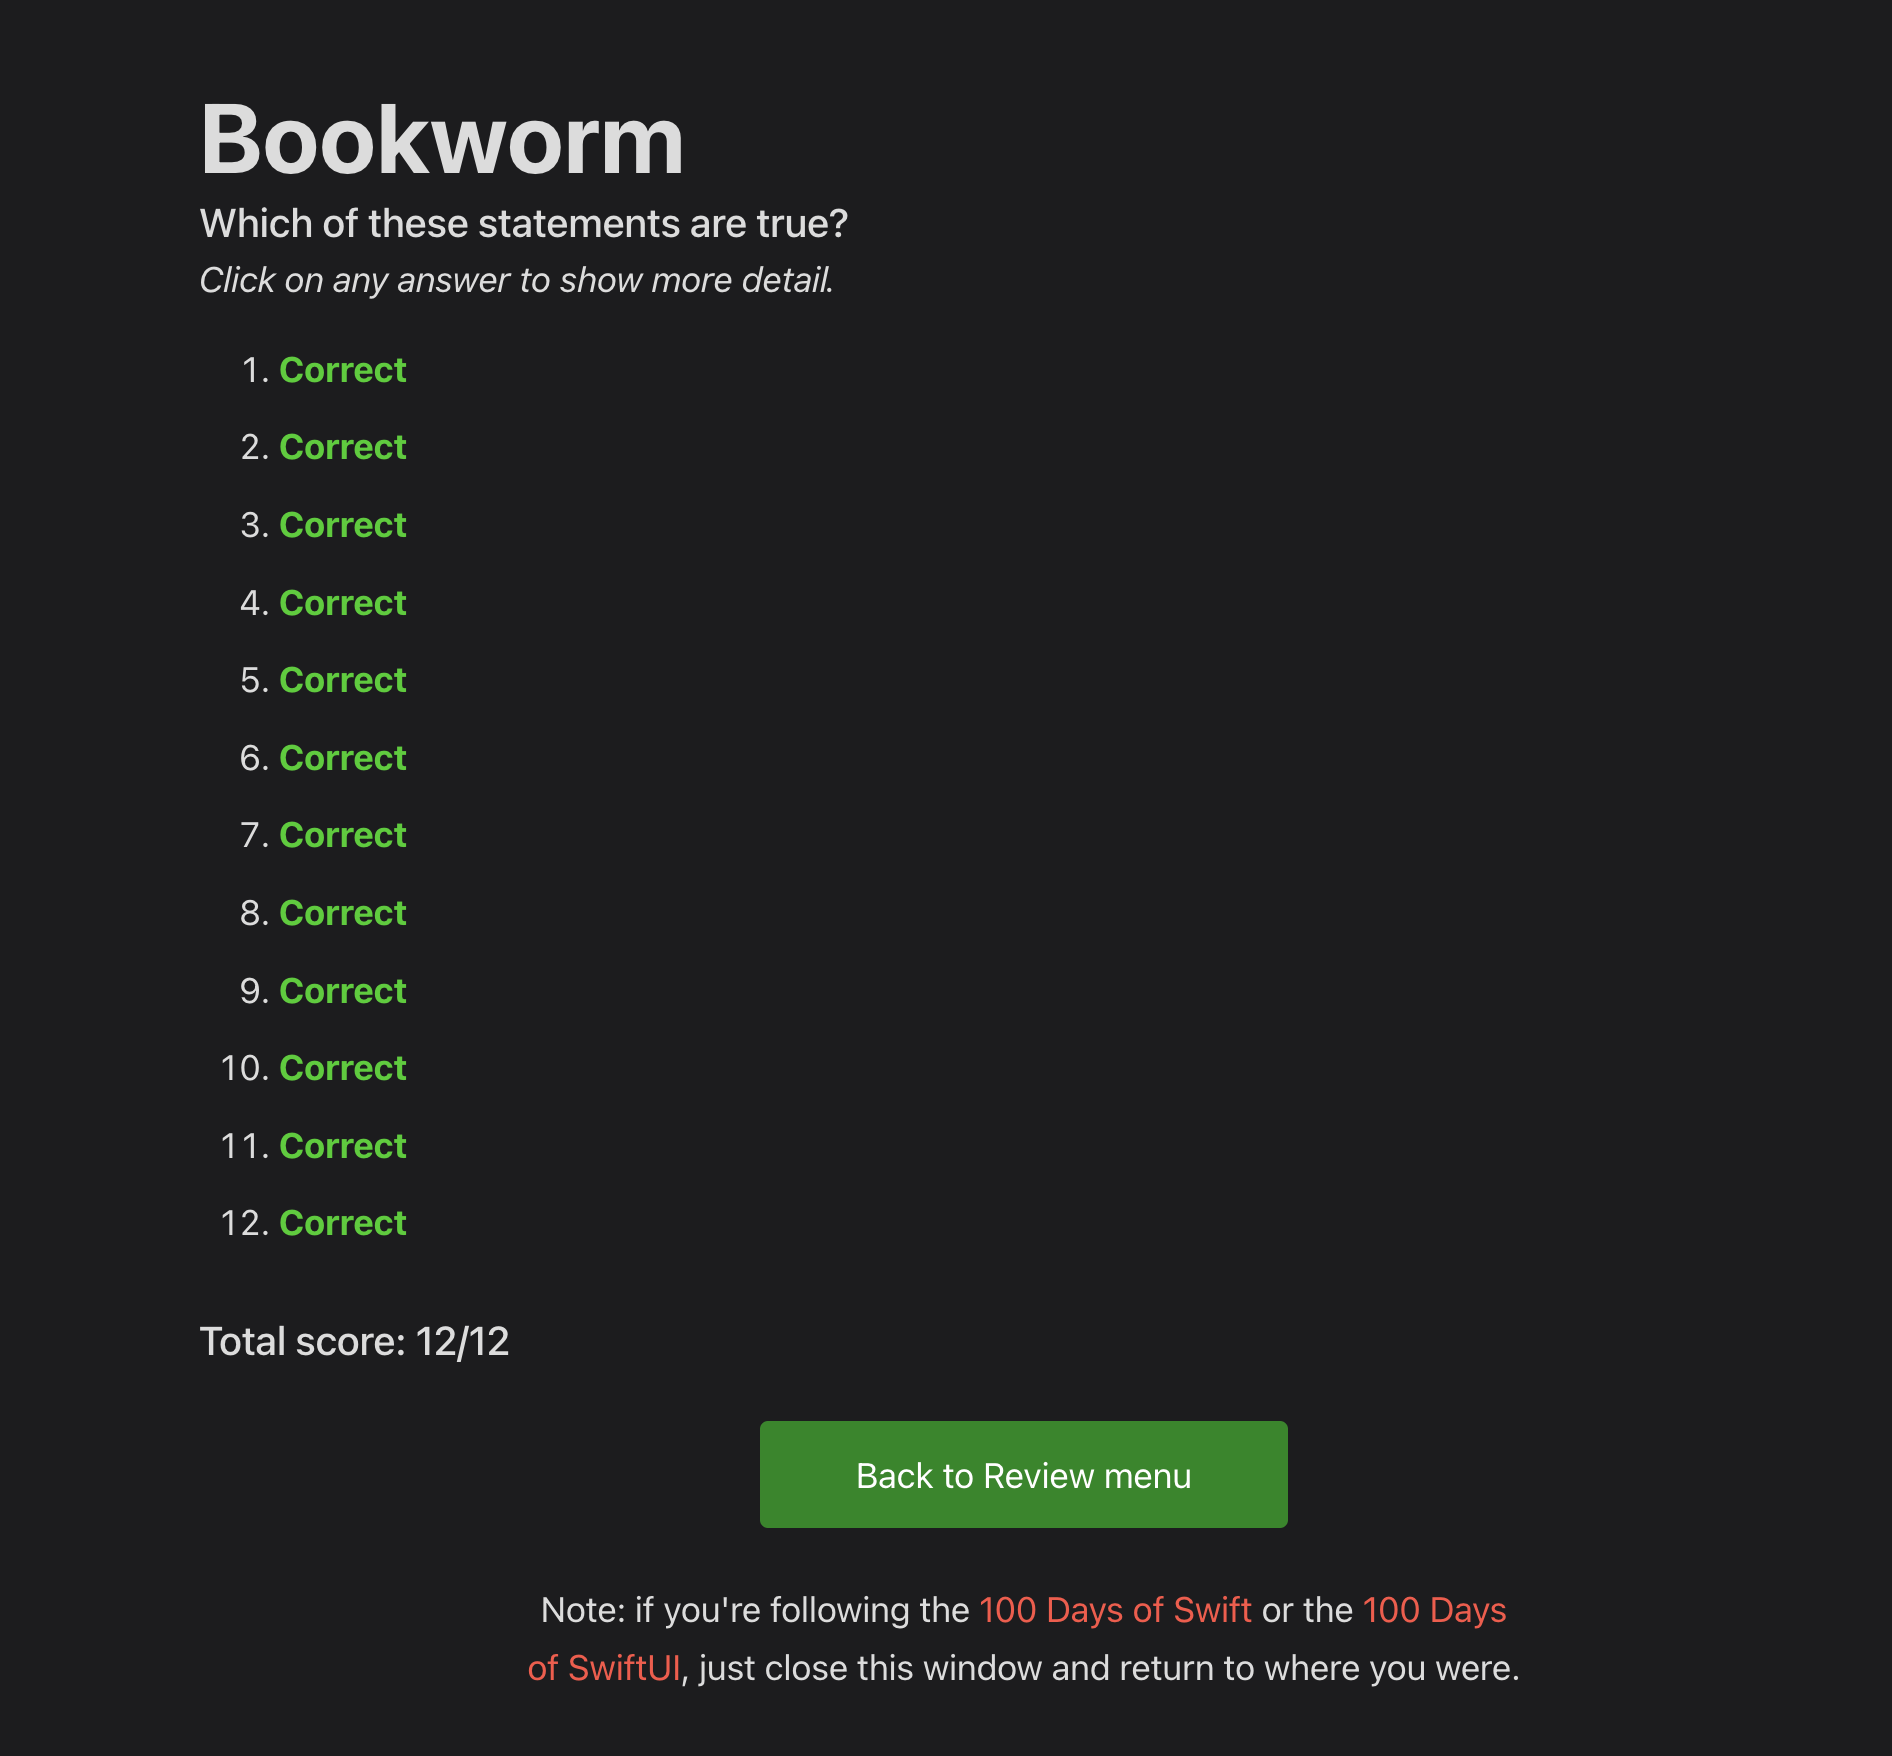 Bookworm
Which of these statements are true?
Click on any answer to show more detail.
1. Correct
2. Correct
3. Correct
4. Correct
5. Correct
6. Correct
7. Correct
8. Correct
9. Correct
10. Correct
11. Correct
12. Correct
Total score: 12/12
Back to Review menu
Note: if you're following the 100 Days of Swift or the 100 Days
of SwiftUI, just close this window and return to where you were.